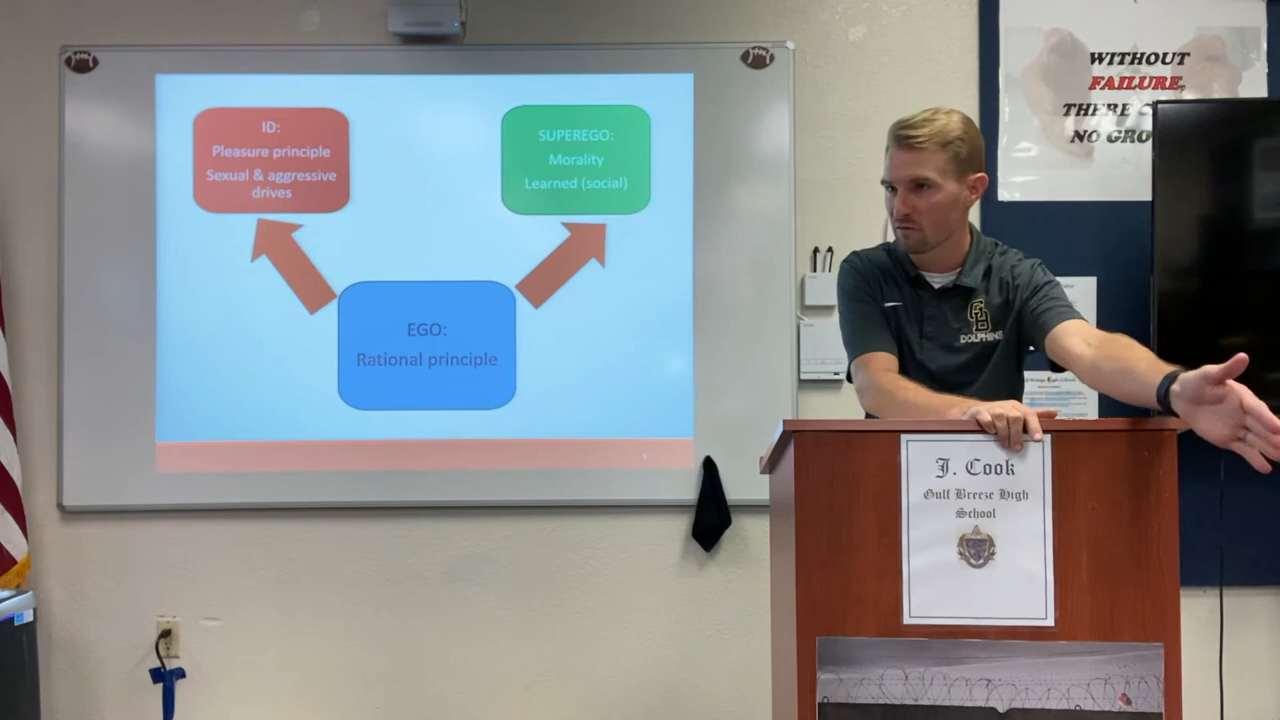 ID:
Pleasure principle
Sexual & aggressive
drives
SUPEREGO:
Morality
Learned (social)
EGO:
Rational principle
WITHOUT
FAILURE,
THERE
NO
GB
DOLPHINS
J. Cook
Gulf Breeze High
School